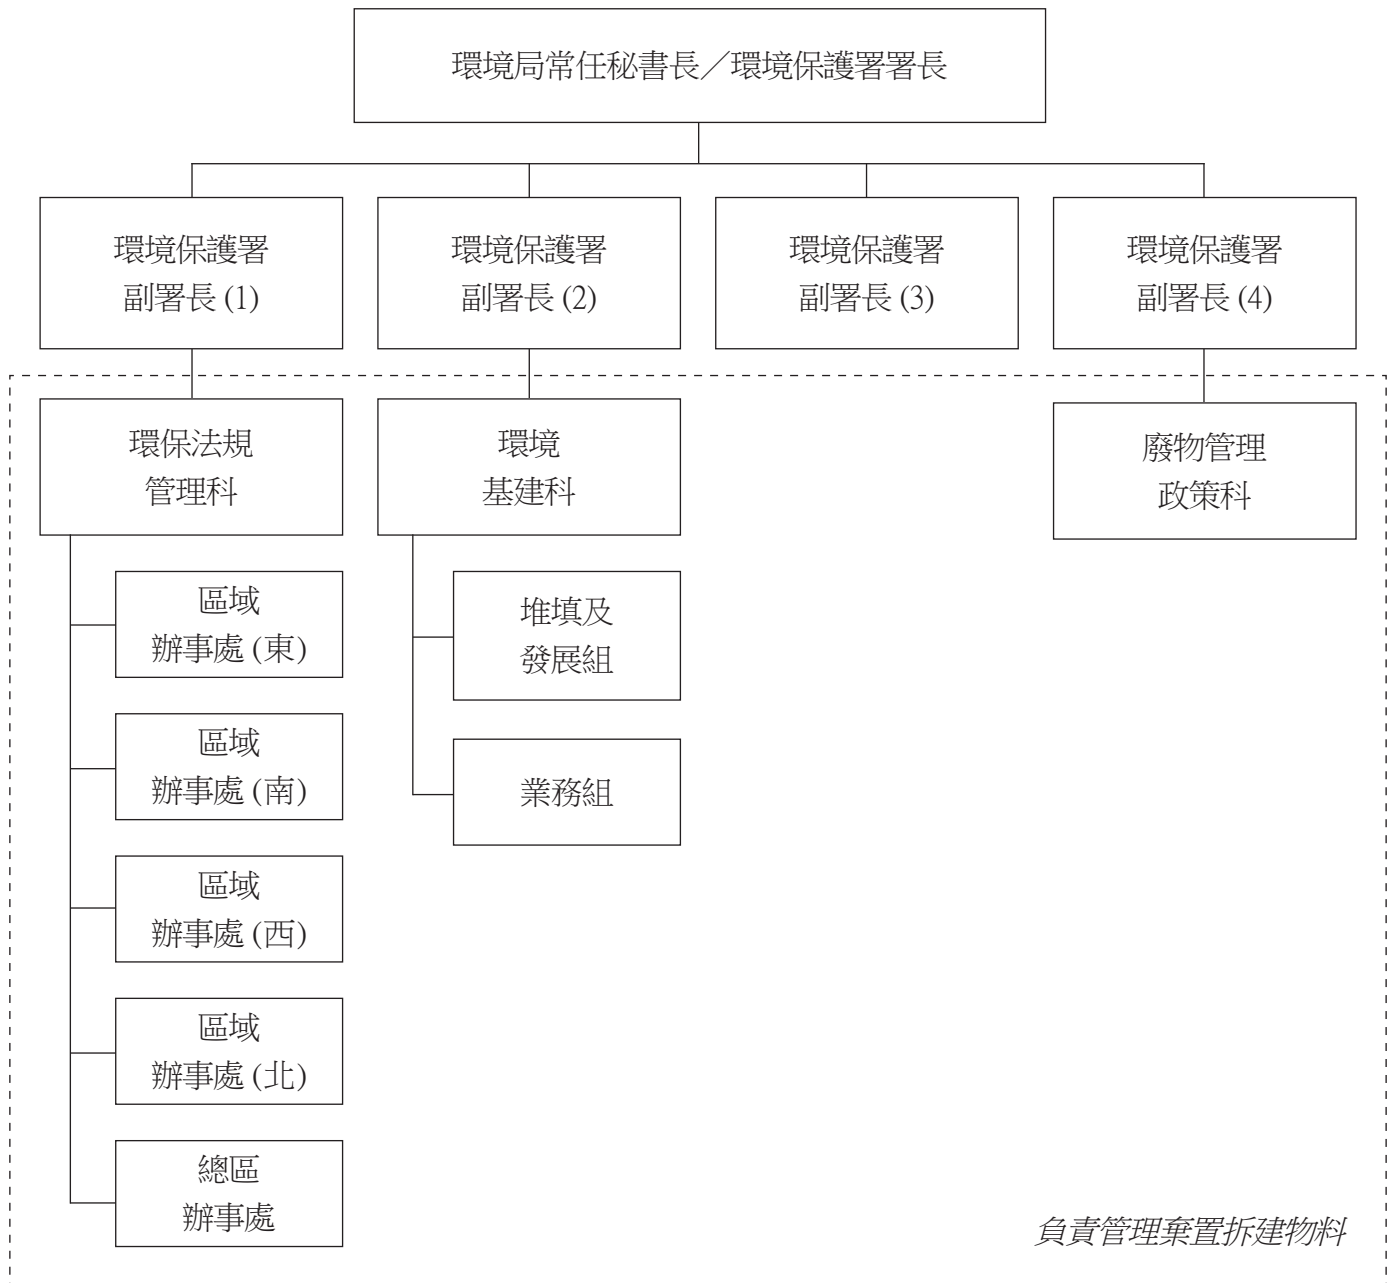 環境局常任秘書長／環境保護署署長
環境保護署
副署長 (1)
環境保護署
副署長 (2)
環境保護署
副署長 (3)
環境保護署
副署長 (4)
環保法規
管理科
環境
基建科
廢物管理
政策科
區域
辦事處 (東)
區域
辦事處 (南)
區域
辦事處 (西)
區域
辦事處 (北)
總區
辦事處
堆填及
發展組
業務組
負責管理棄置拆建物料